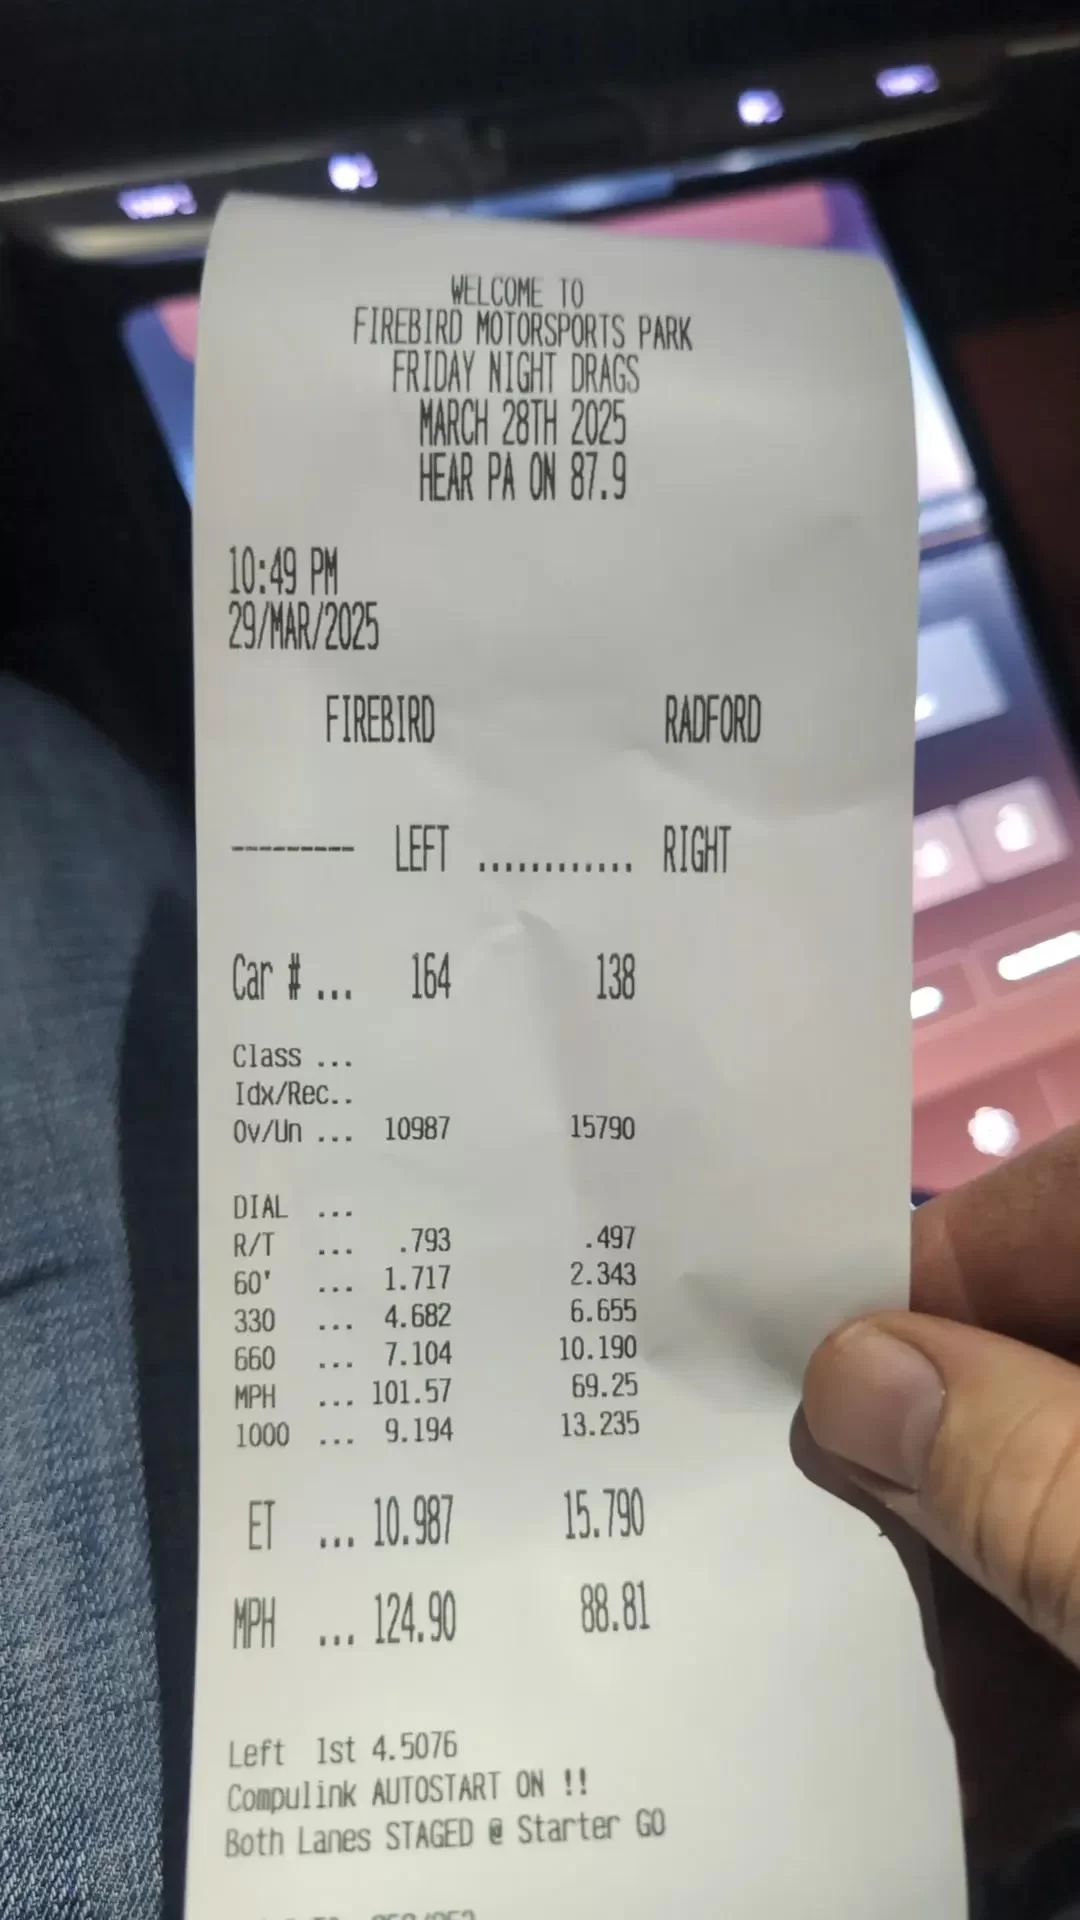 WELCOME TO
FIREBIRD MOTORSPORTS PARK
FRIDAY NIGHT DRAGS
MARCH 28TH 2025
HEAR PA ON 87.9
10:49 PM
29/MAR/2025
FIREBIRD RADFORD
--------- LEFT ............ RIGHT
Car # ... 164 138
Class ...
Idx/Rec..
Ov/Un ... 10987 15790
DIAL ...
R/T ... .793 .497
60' ... 1.717 2.343
330 ... 4.682 6.655
660 ... 7.104 10.190
MPH ... 101.57 69.25
1000 ... 9.194 13.235
ET ... 10.987 15.790
MPH ... 124.90 88.81
Left 1st 4.5076
Compulink AUTOSTART ON !!
Both Lanes STAGED @ Starter GO